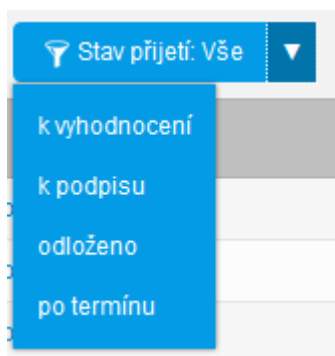 Stav přijetí: Vše
k vyhodnocení
k podpisu
odloženo
po termínu